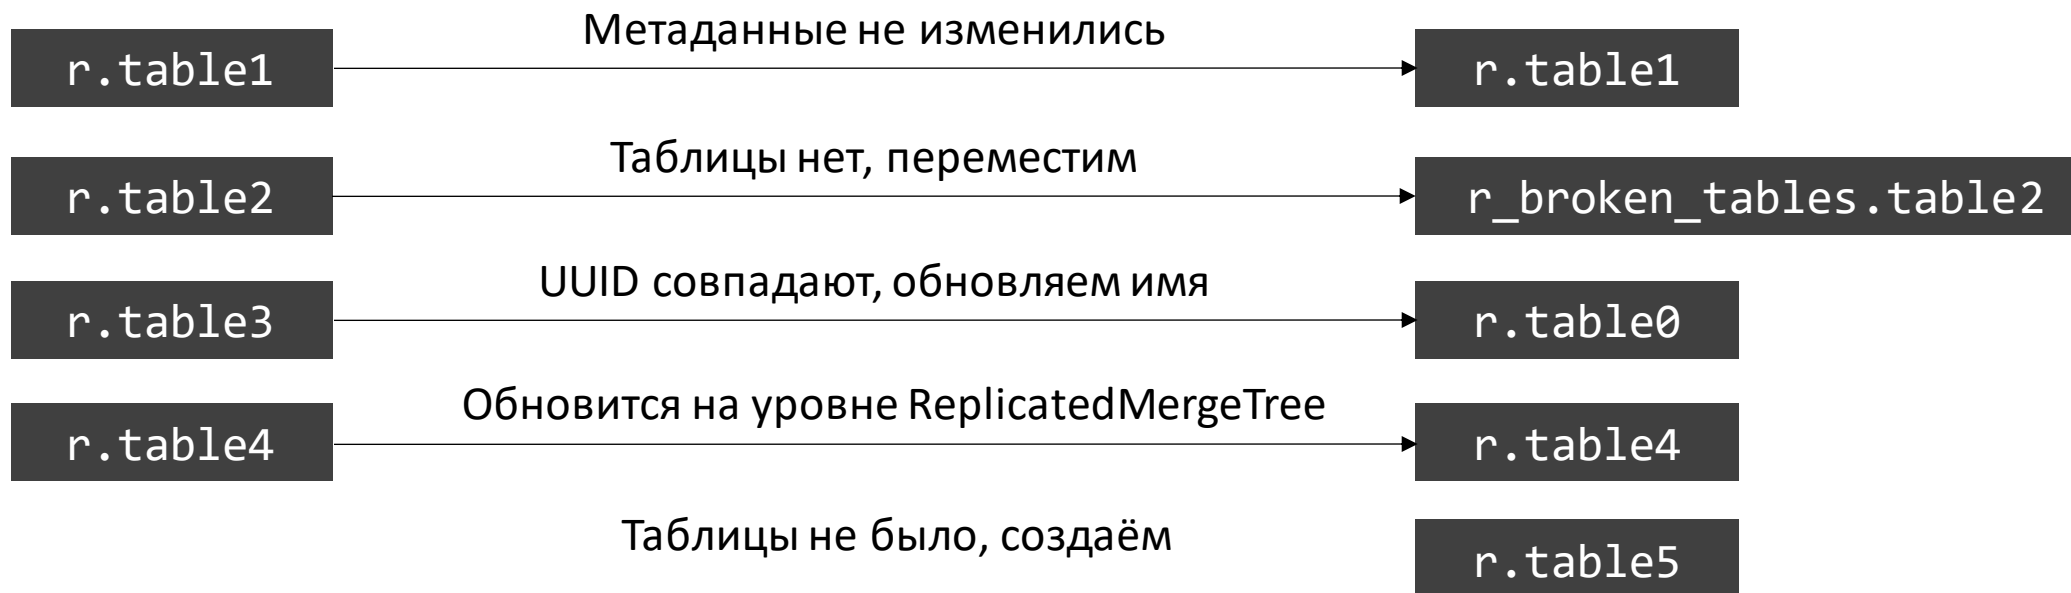 Метаданные не изменились
r.table1
r.table1
Таблицы нет, переместим
r.table2
r_broken_tables.table2
UUID совпадают, обновляем имя
r.table3
r.table0
Обновится на уровне ReplicatedMergeTree
r.table4
r.table4
Таблицы не было, создаём
r.table5